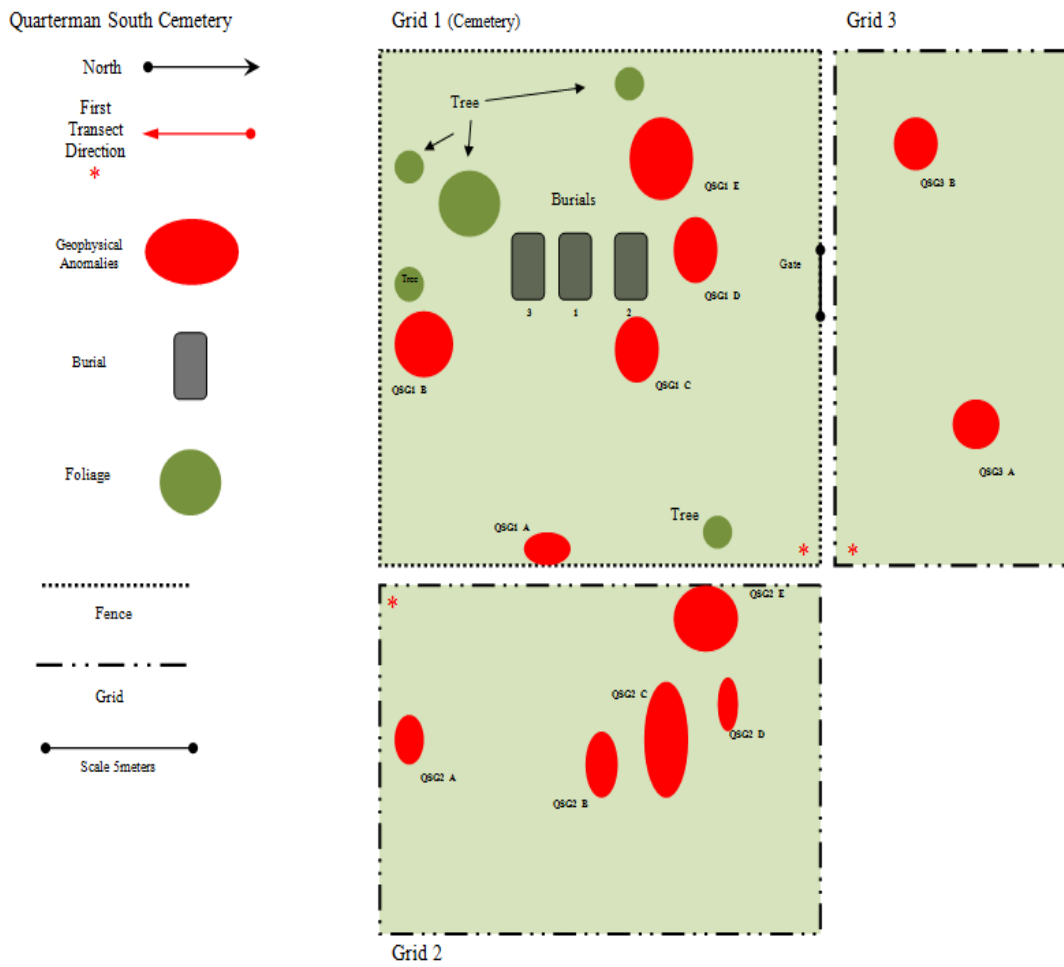 Quarterman South Cemetery
North
First
Transect
Direction
*
Geophysical
Anomalies
Burial
Foliage
Fence
Grid
Scale 5meters
Grid 1 (Cemetery)
Tree
QSG1 E
Burials
Tree
QSG1 D
Gate
3
1
2
QSG1 B
QSG1 C
QSG1 A
Tree
*
Grid 3
QSG3 B
QSG3 A
*
*
QSG2 E
QSG2 C
QSG2 D
QSG2 A
QSG2 B
Grid 2